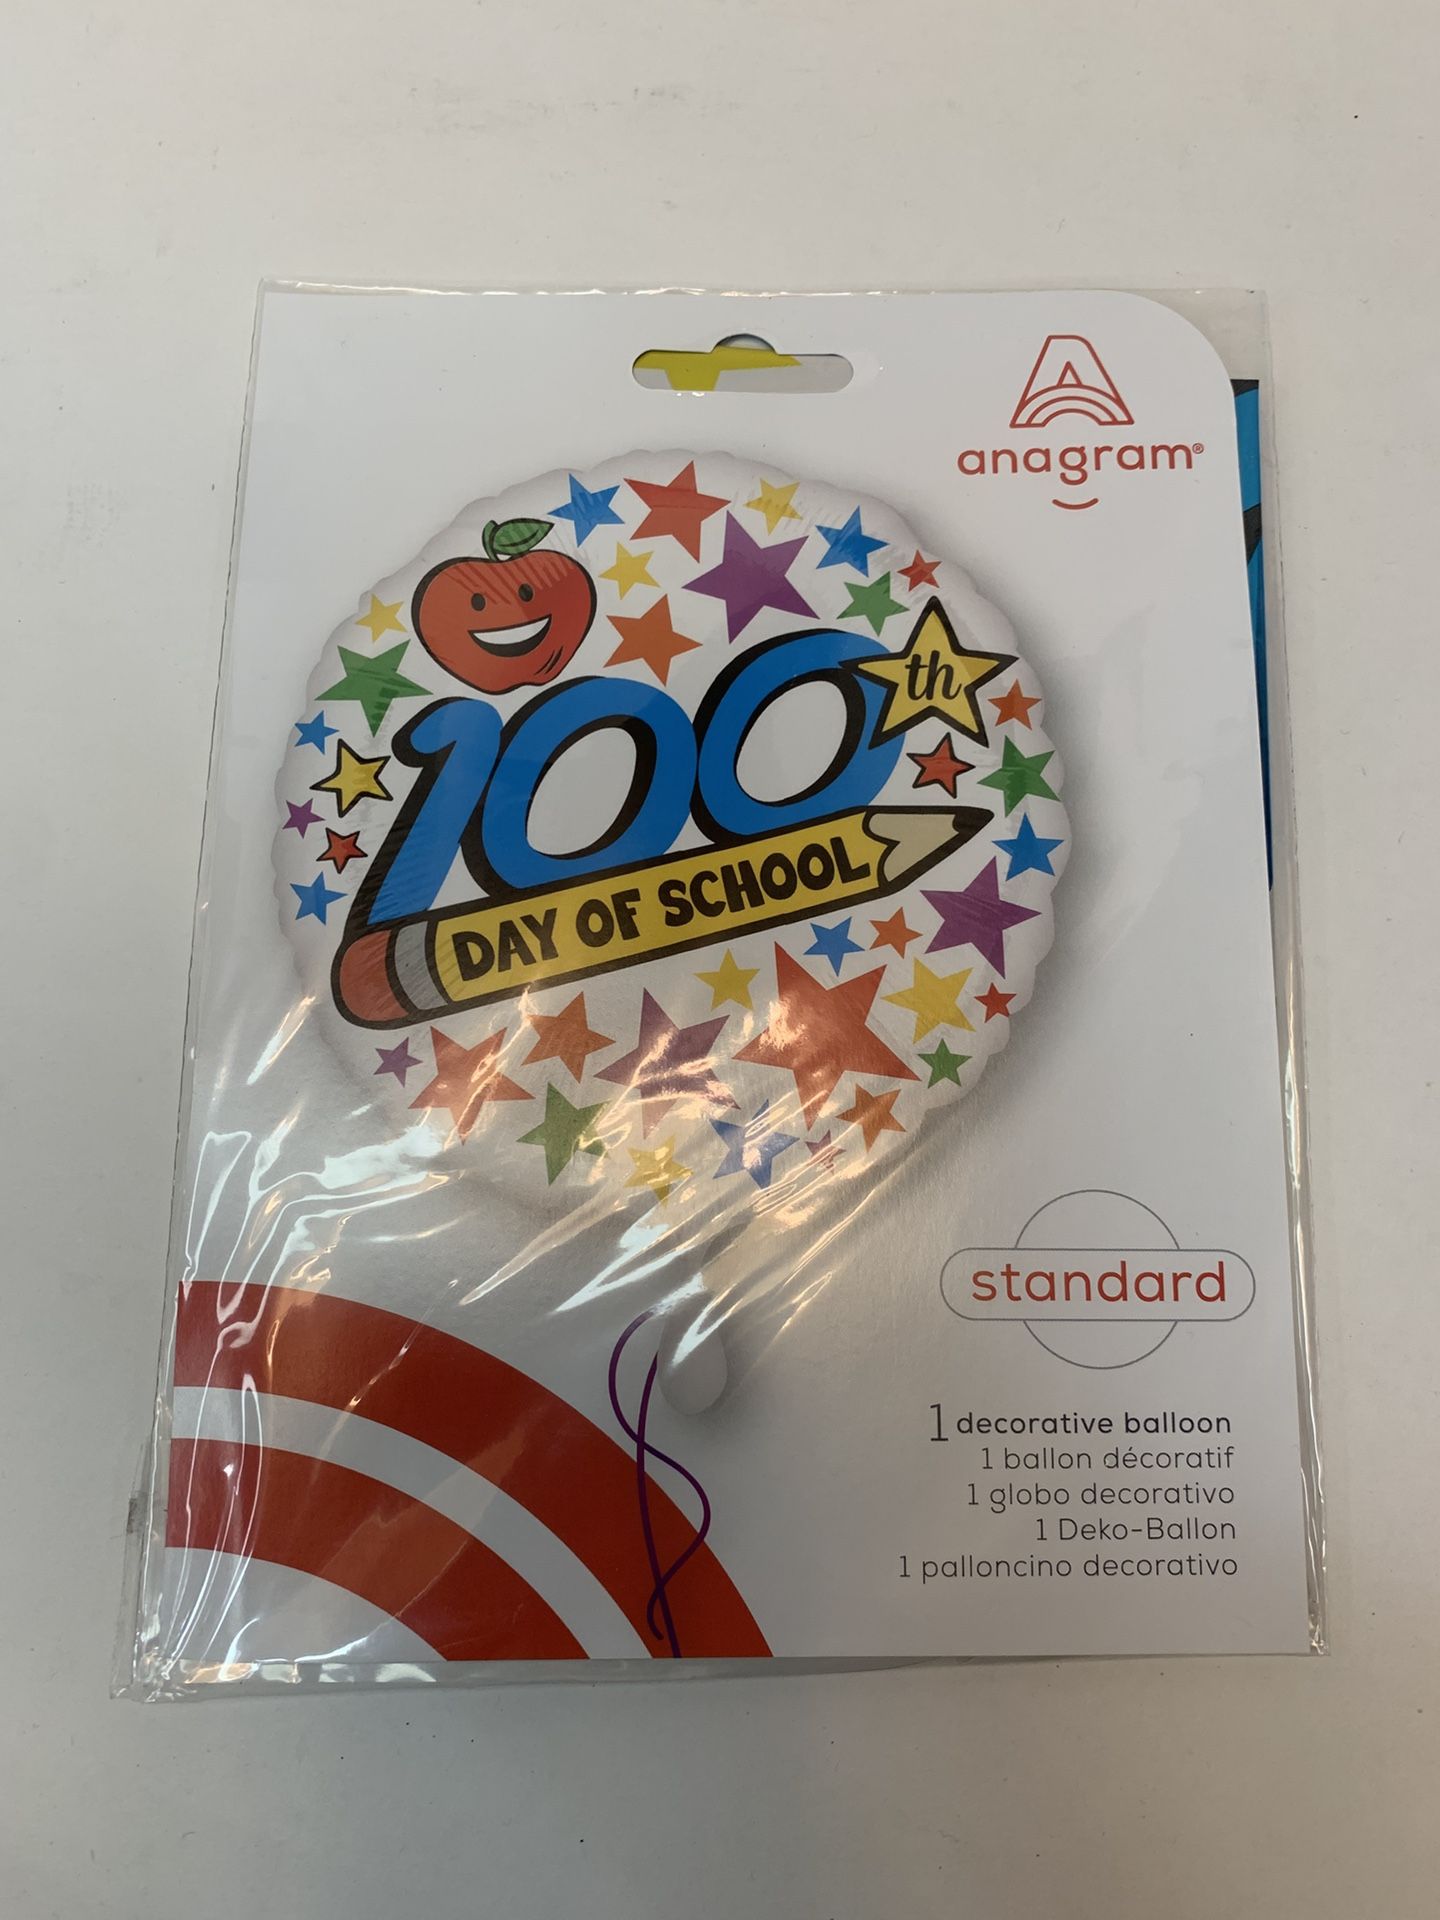 anagram®
100th
DAY OF SCHOOL
standard
1 decorative balloon
1 ballon décoratif
1 globo decorativo
1 Deko-Ballon
1 palloncino decorativo